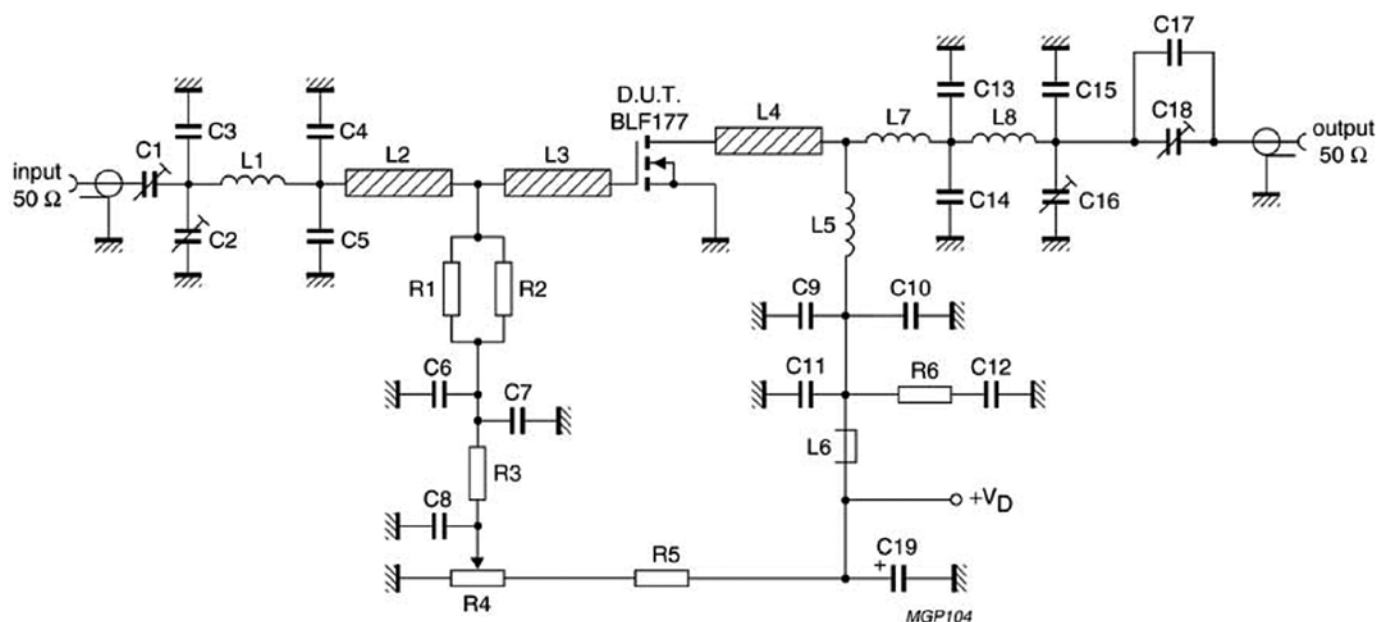 C17
D.U.T.
BLF177
C13
C15
C3
C4
L4
L7
L8
C18
C1
L1
L2
L3
input
50 Ω
output
50 Ω
C2
C5
C14
C16
L5
R1
R2
C9
C10
C6
C7
C11
R6
C12
L6
R3
C8
+VD
R5
C19
+
R4
MGP104